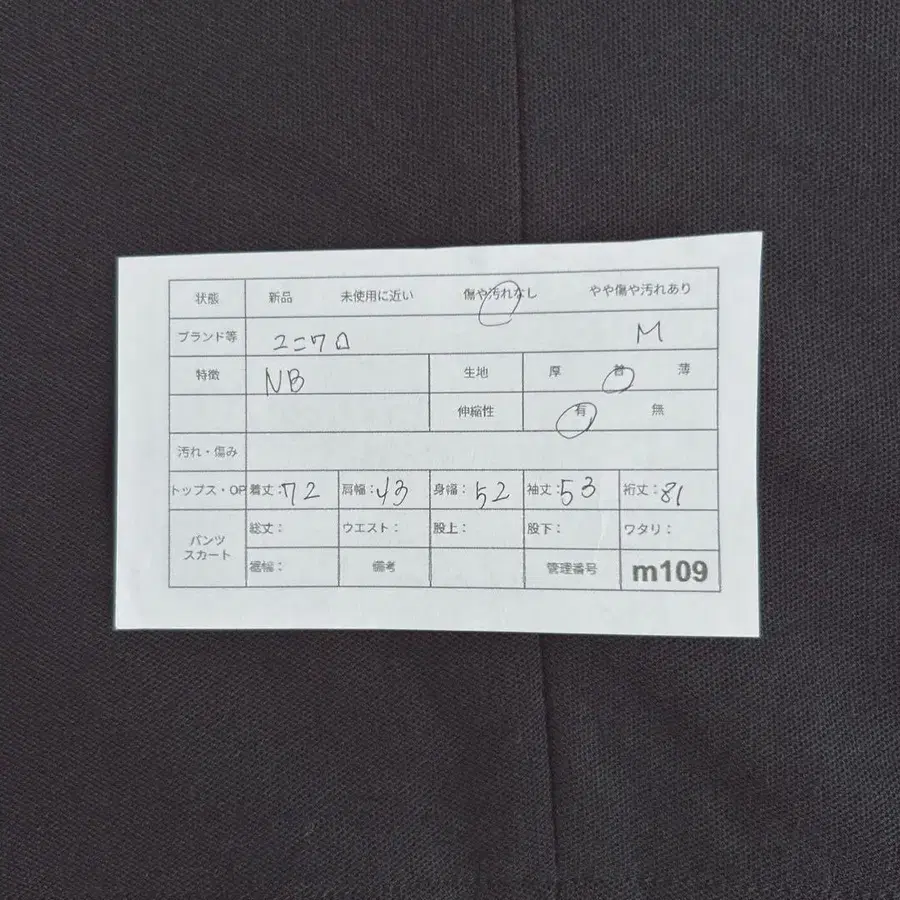 状態 新品 未使用に近い 傷や汚れなし やや傷や汚れあり
ブランド等 ユニクロ M
特徴 NB 生地 厚 普 薄
伸縮性 有 無
汚れ・傷み
トップス・OP 着丈:72 肩幅:43 身幅:52 袖丈:53 裄丈:81
パンツ スカート 総丈: ウエスト: 股上: 股下: ワタリ:
裾幅: 備考 管理番号 m109